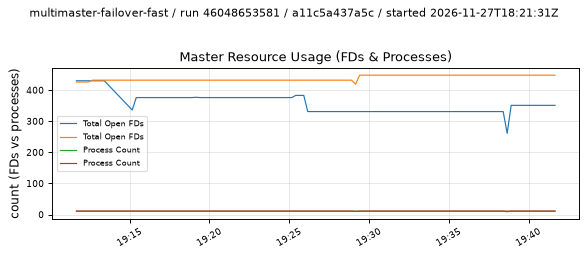 multimaster-failover-fast / run 46048653581 / a11c5a437a5c / started 2026-11-27T18:21:31Z
Master Resource Usage (FDs & Processes)
count (FDs vs processes)
400
300
200
100
0
Total Open FDs
Total Open FDs
Process Count
Process Count
19:15
19:20
19:25
19:30
19:35
19:40